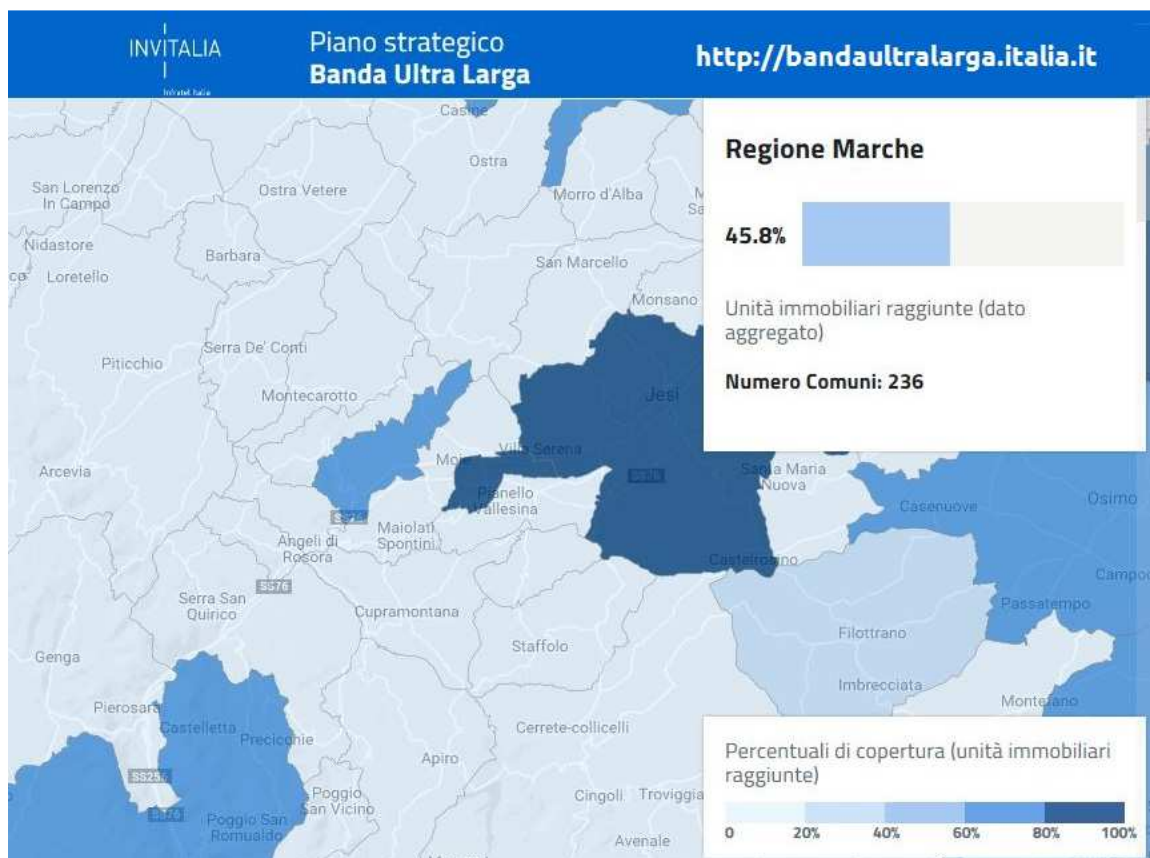 INVITALIA
Infratel Italia
Piano strategico
Banda Ultra Larga
http://bandaultralarga.italia.it
Regione Marche
45.8%
Unità immobiliari raggiunte (dato
aggregato)
Numero Comuni: 236
Casine
Ostra
San Lorenzo
In Campo
Ostra Vetere
Morro d'Alba
Nidastore
Barbara
Loretello
San Marcello
Monsano
Serra De' Conti
Piticchio
Montecarotto
Jesi
Arcevia
Moie
Villa Serena
SS76
Santa Maria
Nuova
Pianello
Vallesina
Casenuove
Osimo
Maiolati
Spontini
Angeli di
Rosora
Castelrosino
SS76
Serra San
Quirico
Cupramontana
Passatempo
Staffolo
Filottrano
Genga
Imbrecciata
Pierosara
Castelletta
Precicchie
Montefano
Cerrete-collicelli
Apiro
SS256
SS76
Poggio San
Romualdo
Poggio
San Vicino
Cingoli
Avenale
Percentuali di copertura (unità immobiliari
raggiunte)
0 20% 40% 60% 80% 100%